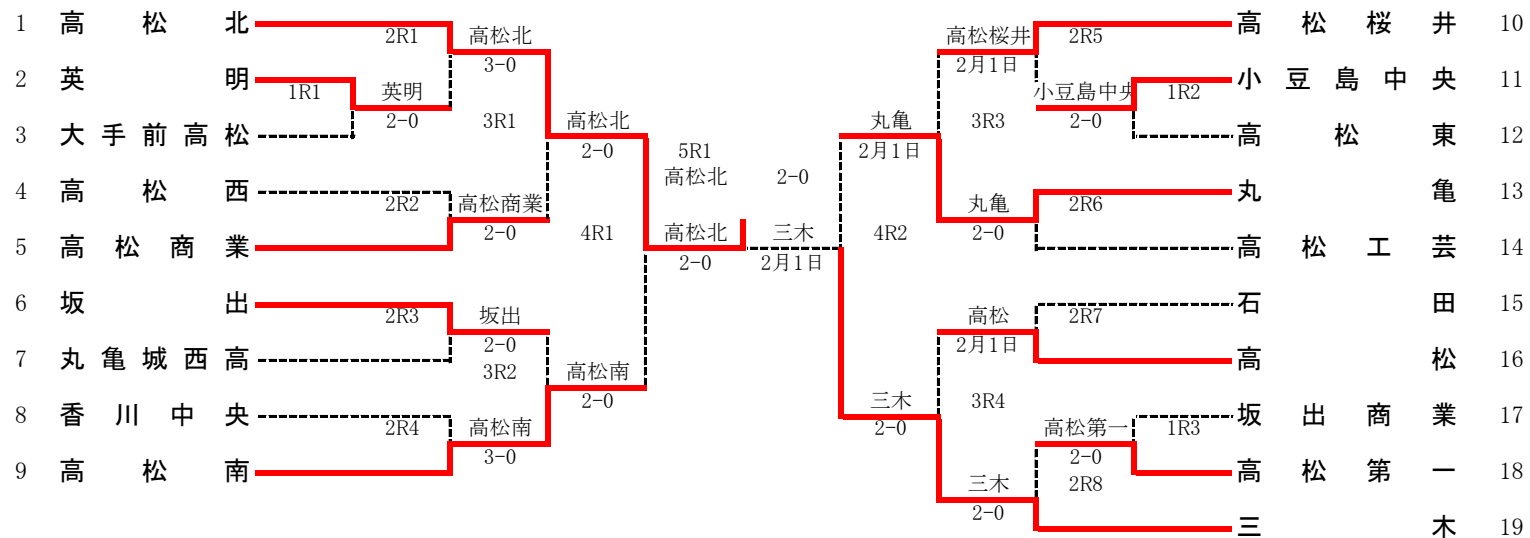 1 高松北
2R1
高松北
3-0
2 英明
1R1
英明
2-0
3 大手前高松
3R1
高松北
2-0
4 高松西
2R2
高松商業
2-0
5 高松商業
4R1
高松北
2-0
6 坂出
2R3
坂出
2-0
3R2
7 丸亀城西高
高松南
2-0
8 香川中央
2R4
高松南
3-0
9 高松南
5R1
高松北 2-0
三木
2月1日
高松桜井 10
2R5
高松桜井
2月1日
小豆島中央 11
1R2
小豆島中央
2-0
高松東 12
3R3
丸亀
2月1日
丸亀 13
2R6
丸亀
2-0
高松工芸 14
4R2
石田 15
2R7
高松
2月1日
高松 16
3R4
三木
2-0
坂出商業 17
1R3
高松第一
2-0
高松第一 18
2R8
三木
2-0
三木 19